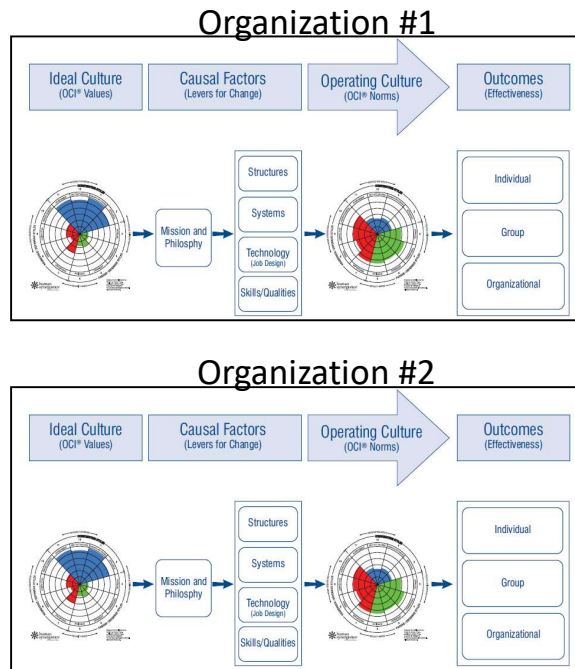 Organization #1
Ideal Culture
(OCI® Values)
Causal Factors
(Levers for Change)
Operating Culture
(OCI® Norms)
Outcomes
(Effectiveness)
Mission and
Philosphy
Structures
Systems
Technology
(Job Design)
Skills/Qualities
Individual
Group
Organizational
Organization #2
Ideal Culture
(OCI® Values)
Causal Factors
(Levers for Change)
Operating Culture
(OCI® Norms)
Outcomes
(Effectiveness)
Mission and
Philosphy
Structures
Systems
Technology
(Job Design)
Skills/Qualities
Individual
Group
Organizational